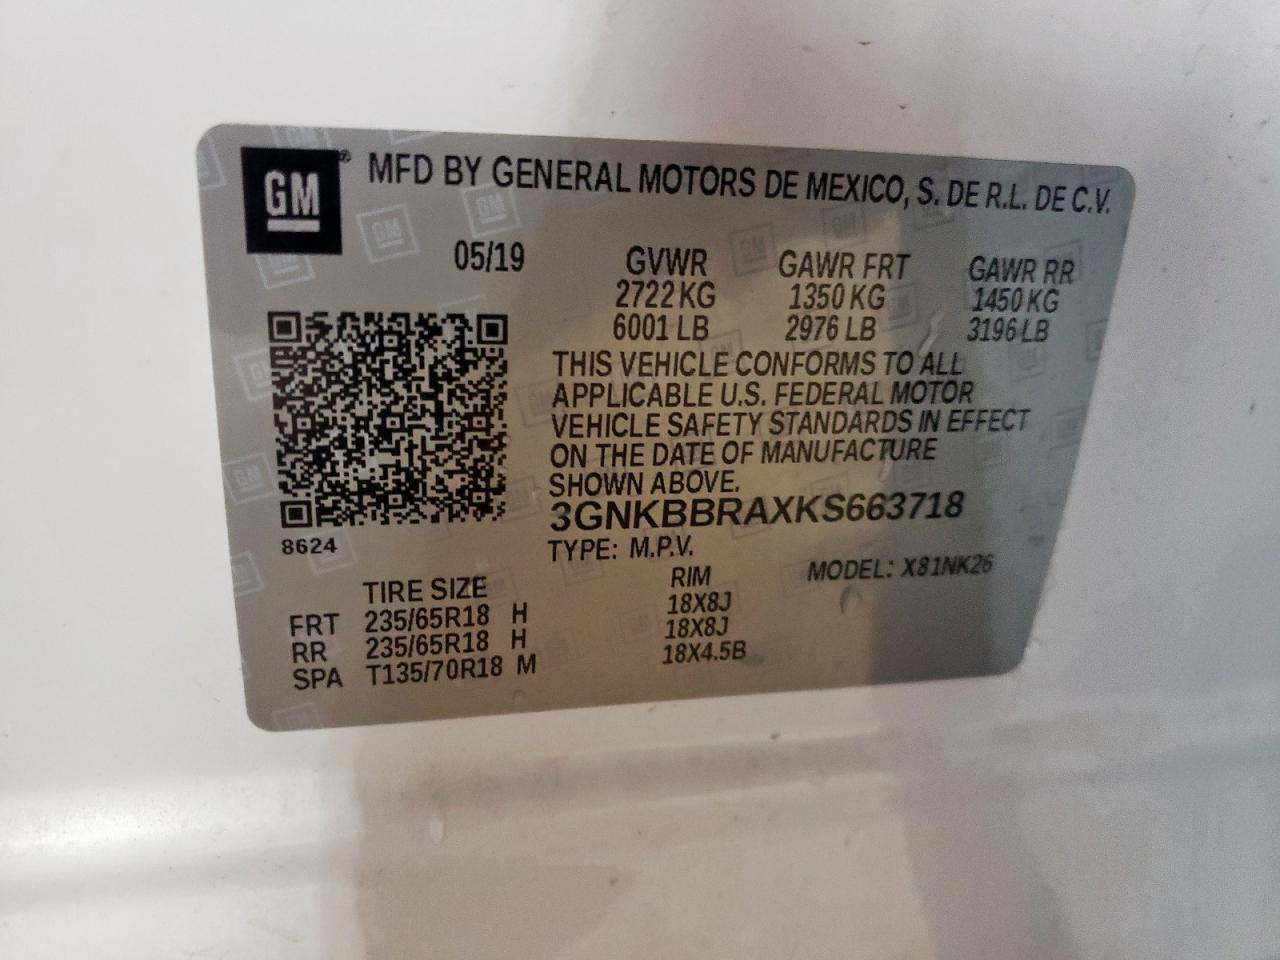 GM® MFD BY GENERAL MOTORS DE MEXICO, S. DE R.L. DE C.V.
05/19 GVWR GAWR FRT GAWR RR
2722 KG 1350 KG 1450 KG
6001 LB 2976 LB 3196 LB
THIS VEHICLE CONFORMS TO ALL
APPLICABLE U.S. FEDERAL MOTOR
VEHICLE SAFETY STANDARDS IN EFFECT
ON THE DATE OF MANUFACTURE
SHOWN ABOVE.
3GNKBBRAXKS663718
8624 TYPE: M.P.V. MODEL: X81NK26
TIRE SIZE RIM
FRT 235/65R18 H 18X8J
RR 235/65R18 H 18X8J
SPA T135/70R18 M 18X4.5B